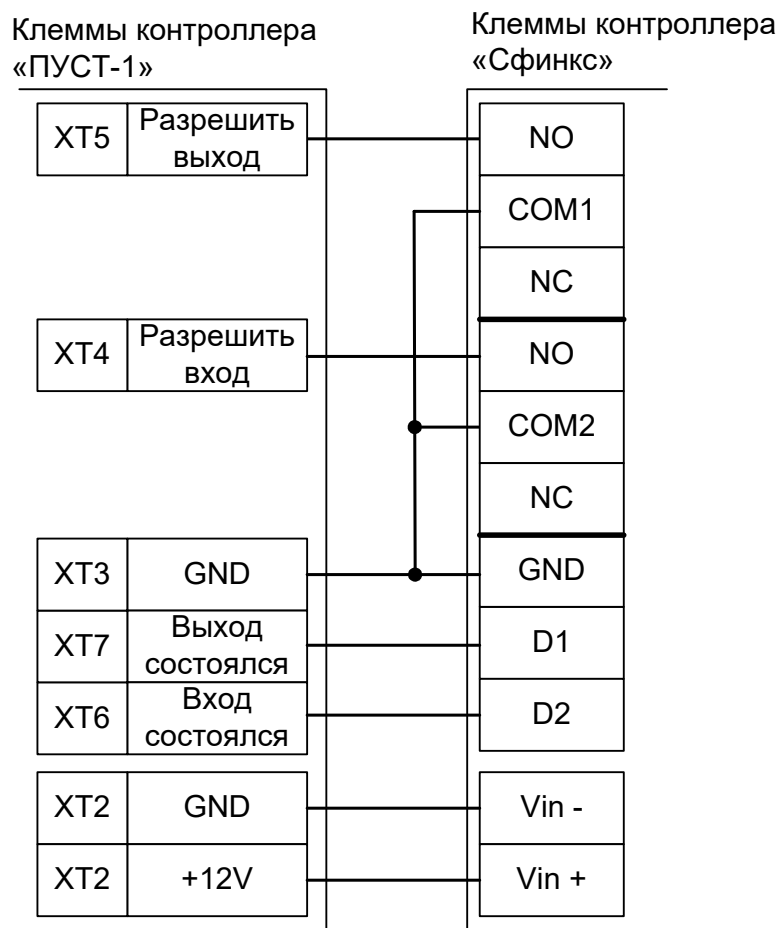 Клеммы контроллера
«ПУСТ-1»
Клеммы контроллера
«Сфинкс»
XT5
Разрешить
выход
NO
COM1
NC
XT4
Разрешить
вход
NO
COM2
NC
XT3
GND
GND
XT7
Выход
состоялся
D1
XT6
Вход
состоялся
D2
XT2
GND
Vin -
XT2
+12V
Vin +